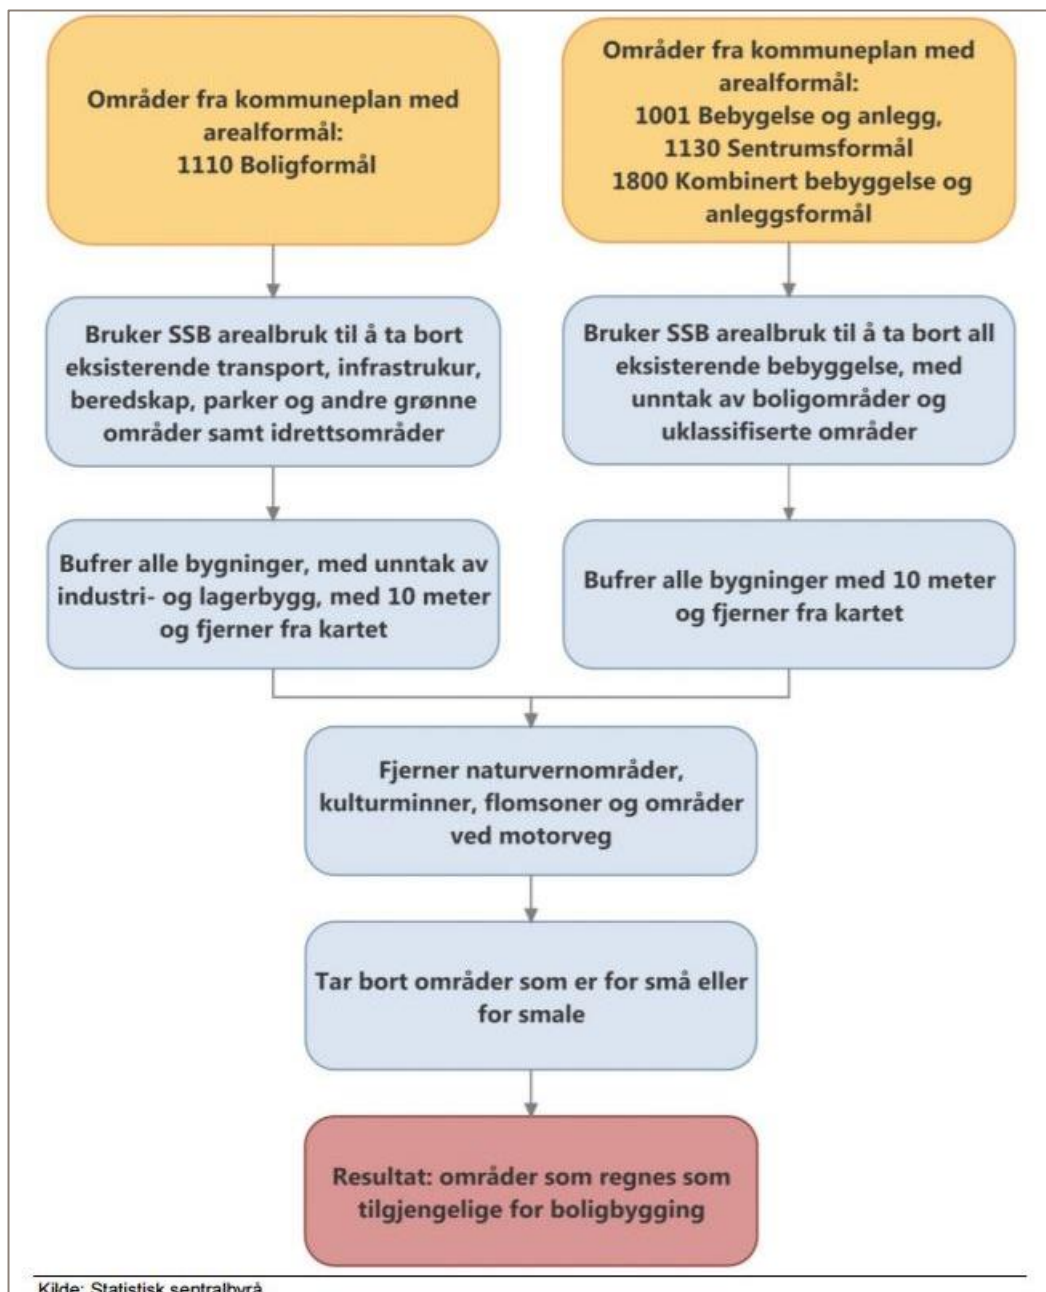 Områder fra kommuneplan med
arealformål:
1110 Boligformål
Områder fra kommuneplan med
arealformål:
1001 Bebygelse og anlegg,
1130 Sentrumsformål
1800 Kombinert bebyggelse og
anleggsformål
Bruker SSB arealbruk til å ta bort
eksisterende transport, infrastrukur,
beredskap, parker og andre grønne
områder samt idrettsområder
Bruker SSB arealbruk til å ta bort all
eksisterende bebyggelse, med
unntak av boligområder og
uklassifiserte områder
Bufrer alle bygninger, med unntak av
industri- og lagerbygg, med 10 meter
og fjerner fra kartet
Bufrer alle bygninger med 10 meter
og fjerner fra kartet
Fjerner naturvernområder,
kulturminner, flomsoner og områder
ved motorveg
Tar bort områder som er for små eller
for smale
Resultat: områder som regnes som
tilgjengelige for boligbygging
Kilde: Statistisk sentralbyrå